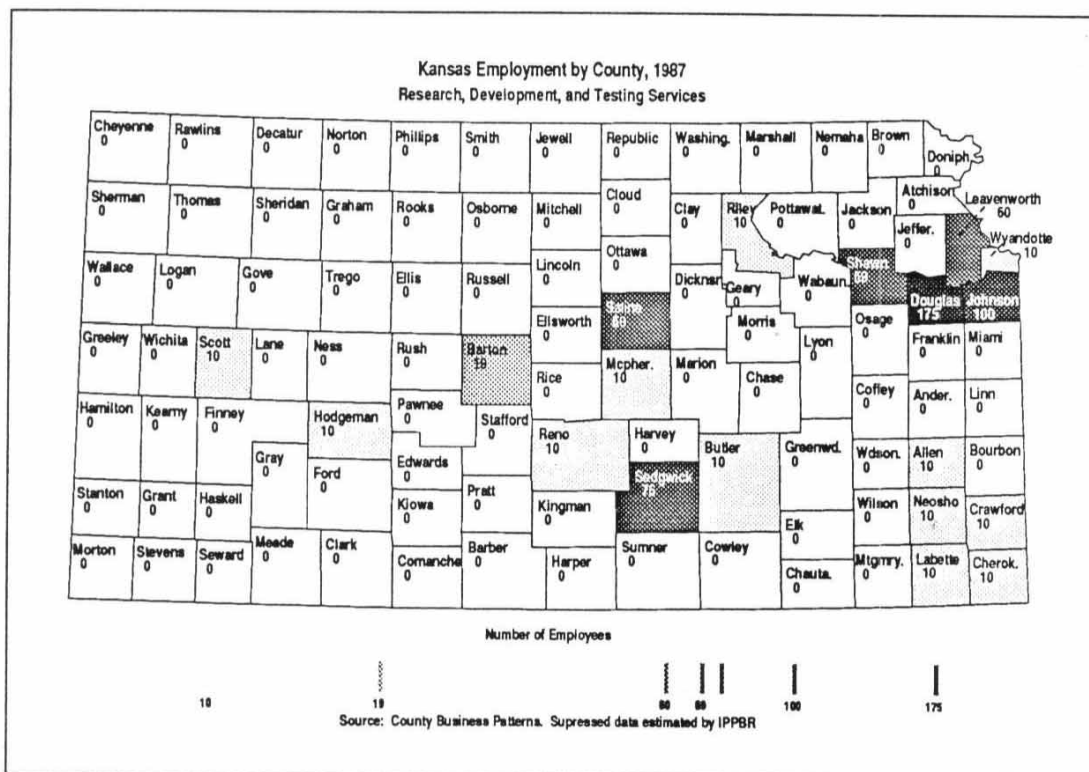 Kansas Employment by County, 1987
Research, Development, and Testing Services
Cheyenne Rawlins Decatur Norton Phillips Smith Jewell Republic Washing. Marshall Nemaha Brown
0 0 0 0 0 0 0 0 0 0 0 0
Doniph.
0
Sherman Thomas Sheridan Graham Rooks Osborne Mitchell Cloud Clay Riley Pottawat. Jackson Atchison
0 0 0 0 0 0 0 0 0 10 0 0 0
Leavenworth
60
Jeffer.
0
Wyandotte
10
Wallace Logan Gove Trego Ellis Russell Lincoln Ottawa Dicknsn Geary Wabaun.
0 0 0 0 0 0 0 0 0 0 0
Douglas Johnson
175 100
Ellsworth Saline Morris Osage
0 0 0
Greeley Wichita Scott Lane Ness Rush Barton Rice Mcpher. Marion Chase Lyon Franklin Miami
0 0 10 0 0 0 19 0 10 0 0 0 0 0
Hamilton Kearny Finney Hodgeman Pawnee Stafford Coffey Ander. Linn
0 0 0 10 0 0 0 0 0
Gray Ford Edwards Reno Harvey Butler Greenwd. Wdson. Allen Bourbon
0 0 0 10 0 10 0 0 10 0
Stanton Grant Haskell Kiowa Pratt Kingman Sedgwick Elk Wilson Neosho Crawford
0 0 0 0 0 0 75 0 0 10 10
Morton Stevens Seward Meade Clark Comanche Barber Harper Sumner Cowley Chauta. Mtgmry. Labette Cherok.
0 0 0 0 0 0 0 0 0 0 0 0 10 10
Number of Employees
10 19 60 100 175
Source: County Business Patterns. Supressed data estimated by IPPBR